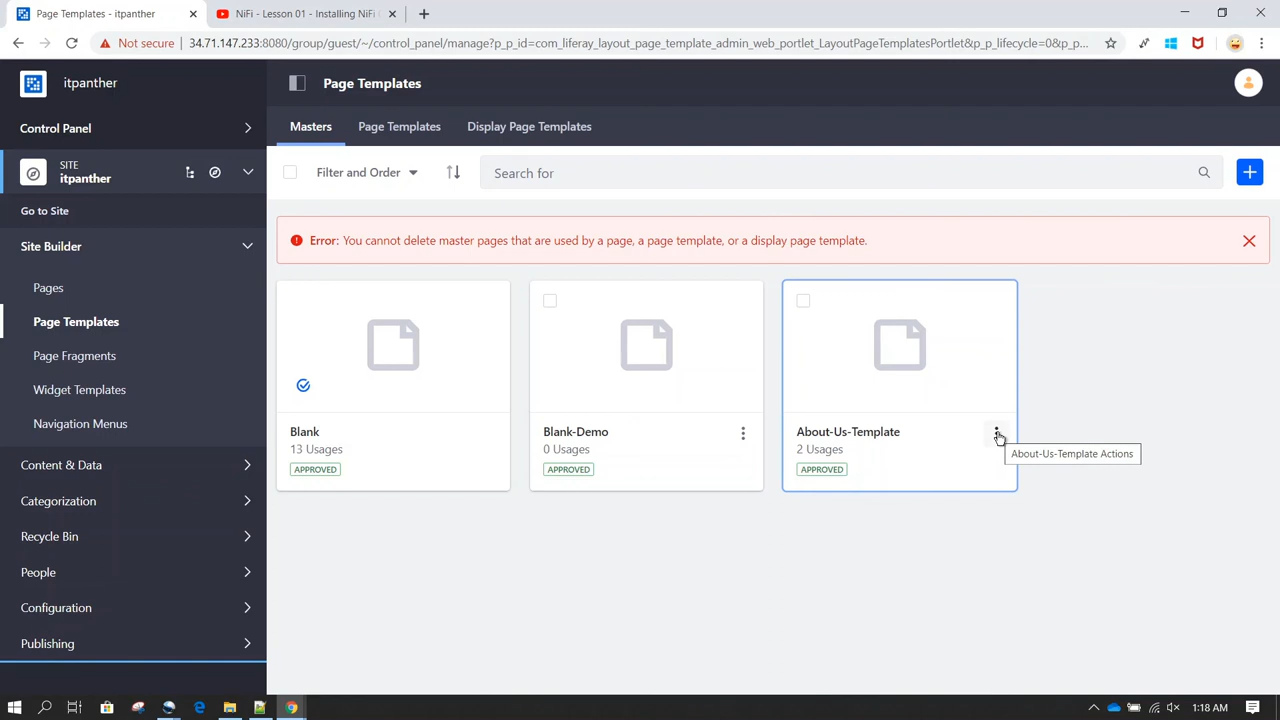 Page Templates - itpanther
NiFi - Lesson 01 - Installing NiFi
Not secure
34.71.147.233:8080/group/guest/~/control_panel/manage?p_p_id=com_liferay_layout_page_template_admin_web_portlet_LayoutPageTemplatesPortlet&p_p_lifecycle=0&p_p...
itpanther
Page Templates
Control Panel
Masters
Page Templates
Display Page Templates
SITE
itpanther
Filter and Order
Search for
Go to Site
Site Builder
Error: You cannot delete master pages that are used by a page, a page template, or a display page template.
Pages
Page Templates
Page Fragments
Widget Templates
Navigation Menus
Blank
13 Usages
APPROVED
Blank-Demo
0 Usages
APPROVED
About-Us-Template
2 Usages
APPROVED
About-Us-Template Actions
Content & Data
Categorization
Recycle Bin
People
Configuration
Publishing
1:18 AM